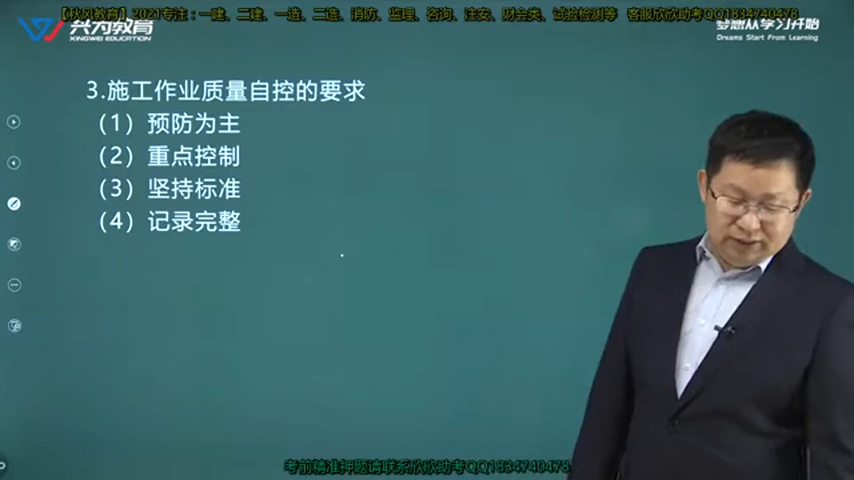 【秋风教育】2021专注：一建、二建、一造、二造、消防、监理、咨询、注安、财会类、试验检测等 客服欣欣助考QQ1834740478
兴为教育
XINGWEI EDUCATION
梦想从学习开始
Dreams Start From Learning
3.施工作业质量自控的要求
（1）预防为主
（2）重点控制
（3）坚持标准
（4）记录完整
考前精准押题请联系欣欣助考QQ1834740478